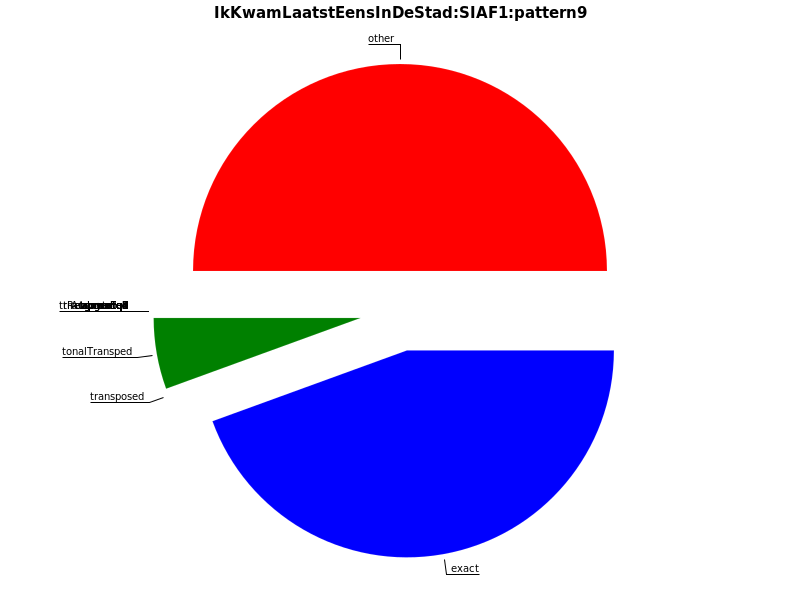 IkKwamLaatstEensInDeStad:SIAF1:pattern9
other
tonalTransped
transposed
exact